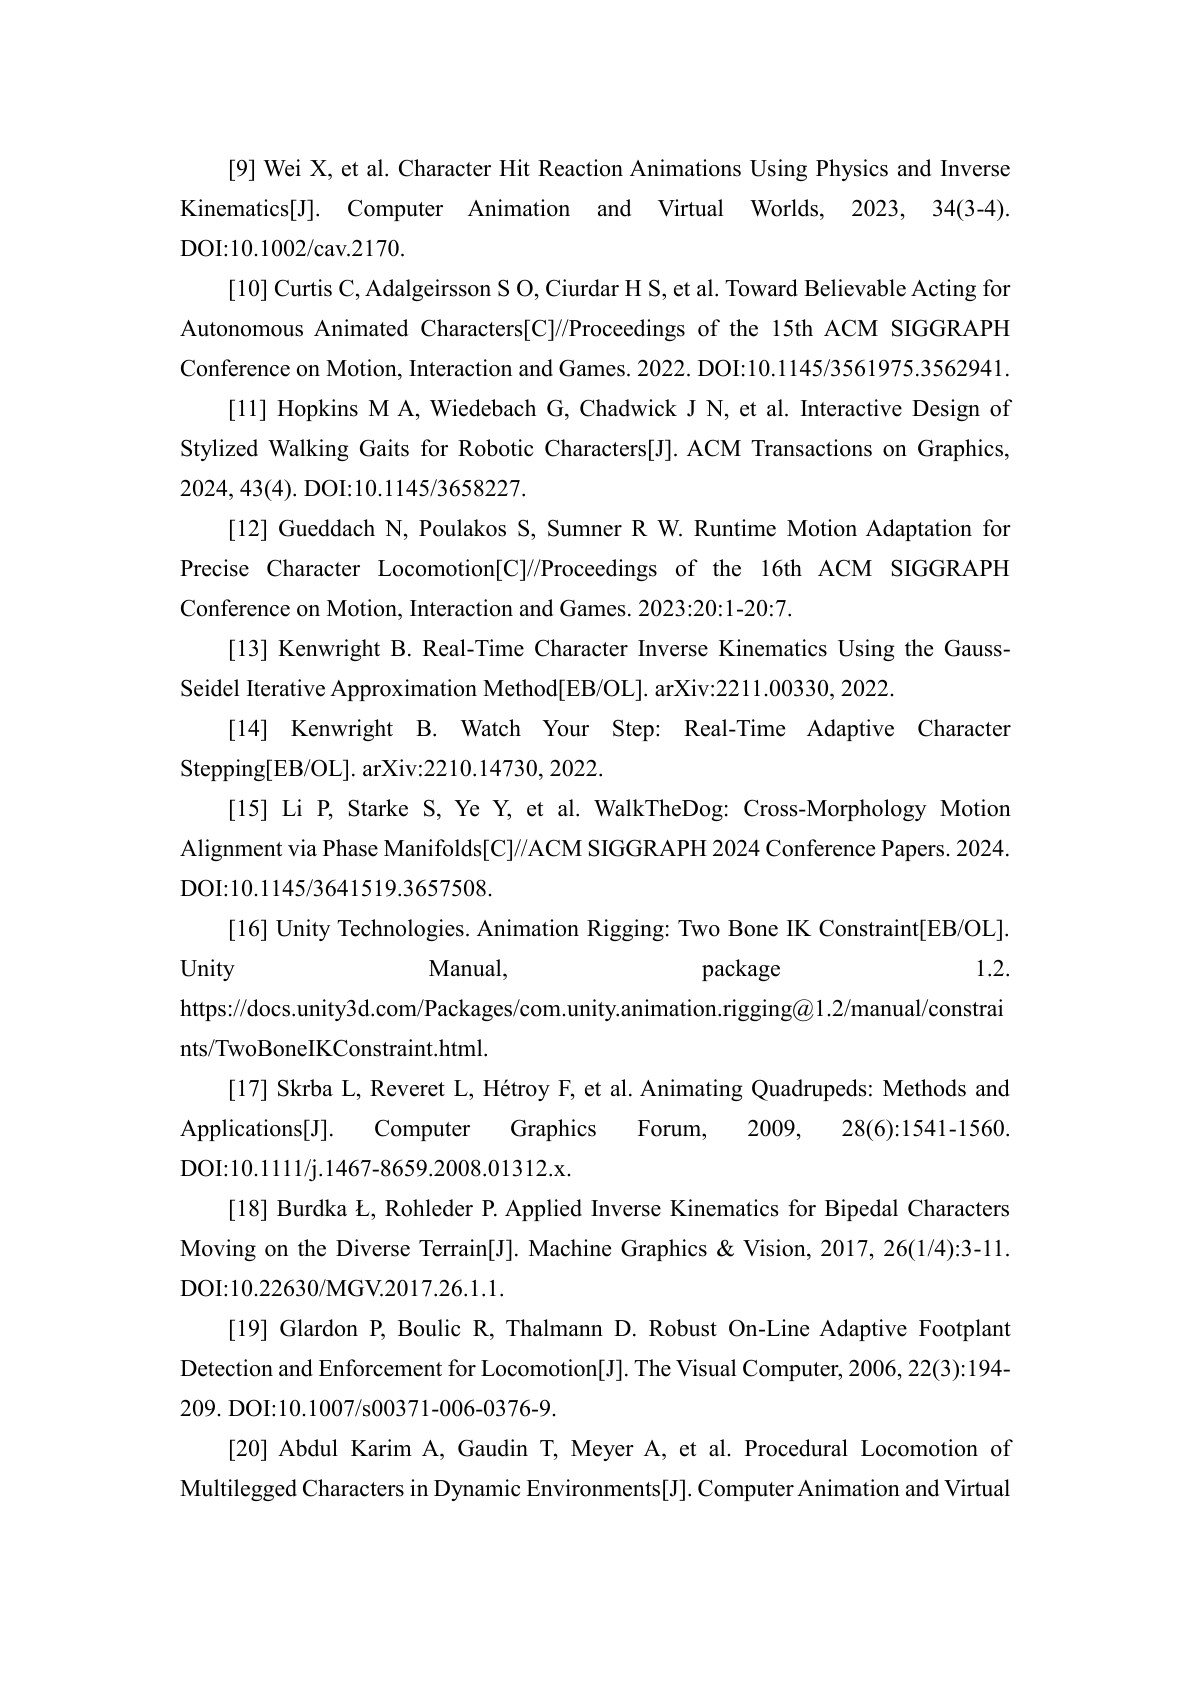 [9] Wei X, et al. Character Hit Reaction Animations Using Physics and Inverse
Kinematics[J]. Computer Animation and Virtual Worlds, 2023, 34(3-4).
DOI:10.1002/cav.2170.
[10] Curtis C, Adalgeirsson S O, Ciurdar H S, et al. Toward Believable Acting for
Autonomous Animated Characters[C]//Proceedings of the 15th ACM SIGGRAPH
Conference on Motion, Interaction and Games. 2022. DOI:10.1145/3561975.3562941.
[11] Hopkins M A, Wiedebach G, Chadwick J N, et al. Interactive Design of
Stylized Walking Gaits for Robotic Characters[J]. ACM Transactions on Graphics,
2024, 43(4). DOI:10.1145/3658227.
[12] Gueddach N, Poulakos S, Sumner R W. Runtime Motion Adaptation for
Precise Character Locomotion[C]//Proceedings of the 16th ACM SIGGRAPH
Conference on Motion, Interaction and Games. 2023:20:1-20:7.
[13] Kenwright B. Real-Time Character Inverse Kinematics Using the Gauss-
Seidel Iterative Approximation Method[EB/OL]. arXiv:2211.00330, 2022.
[14] Kenwright B. Watch Your Step: Real-Time Adaptive Character
Stepping[EB/OL]. arXiv:2210.14730, 2022.
[15] Li P, Starke S, Ye Y, et al. WalkTheDog: Cross-Morphology Motion
Alignment via Phase Manifolds[C]//ACM SIGGRAPH 2024 Conference Papers. 2024.
DOI:10.1145/3641519.3657508.
[16] Unity Technologies. Animation Rigging: Two Bone IK Constraint[EB/OL].
Unity Manual, package 1.2.
https://docs.unity3d.com/Packages/com.unity.animation.rigging@1.2/manual/constrai
nts/TwoBoneIKConstraint.html.
[17] Skrba L, Reveret L, Hétroy F, et al. Animating Quadrupeds: Methods and
Applications[J]. Computer Graphics Forum, 2009, 28(6):1541-1560.
DOI:10.1111/j.1467-8659.2008.01312.x.
[18] Burdka Ł, Rohleder P. Applied Inverse Kinematics for Bipedal Characters
Moving on the Diverse Terrain[J]. Machine Graphics & Vision, 2017, 26(1/4):3-11.
DOI:10.22630/MGV.2017.26.1.1.
[19] Glardon P, Boulic R, Thalmann D. Robust On-Line Adaptive Footplant
Detection and Enforcement for Locomotion[J]. The Visual Computer, 2006, 22(3):194-
209. DOI:10.1007/s00371-006-0376-9.
[20] Abdul Karim A, Gaudin T, Meyer A, et al. Procedural Locomotion of
Multilegged Characters in Dynamic Environments[J]. Computer Animation and Virtual